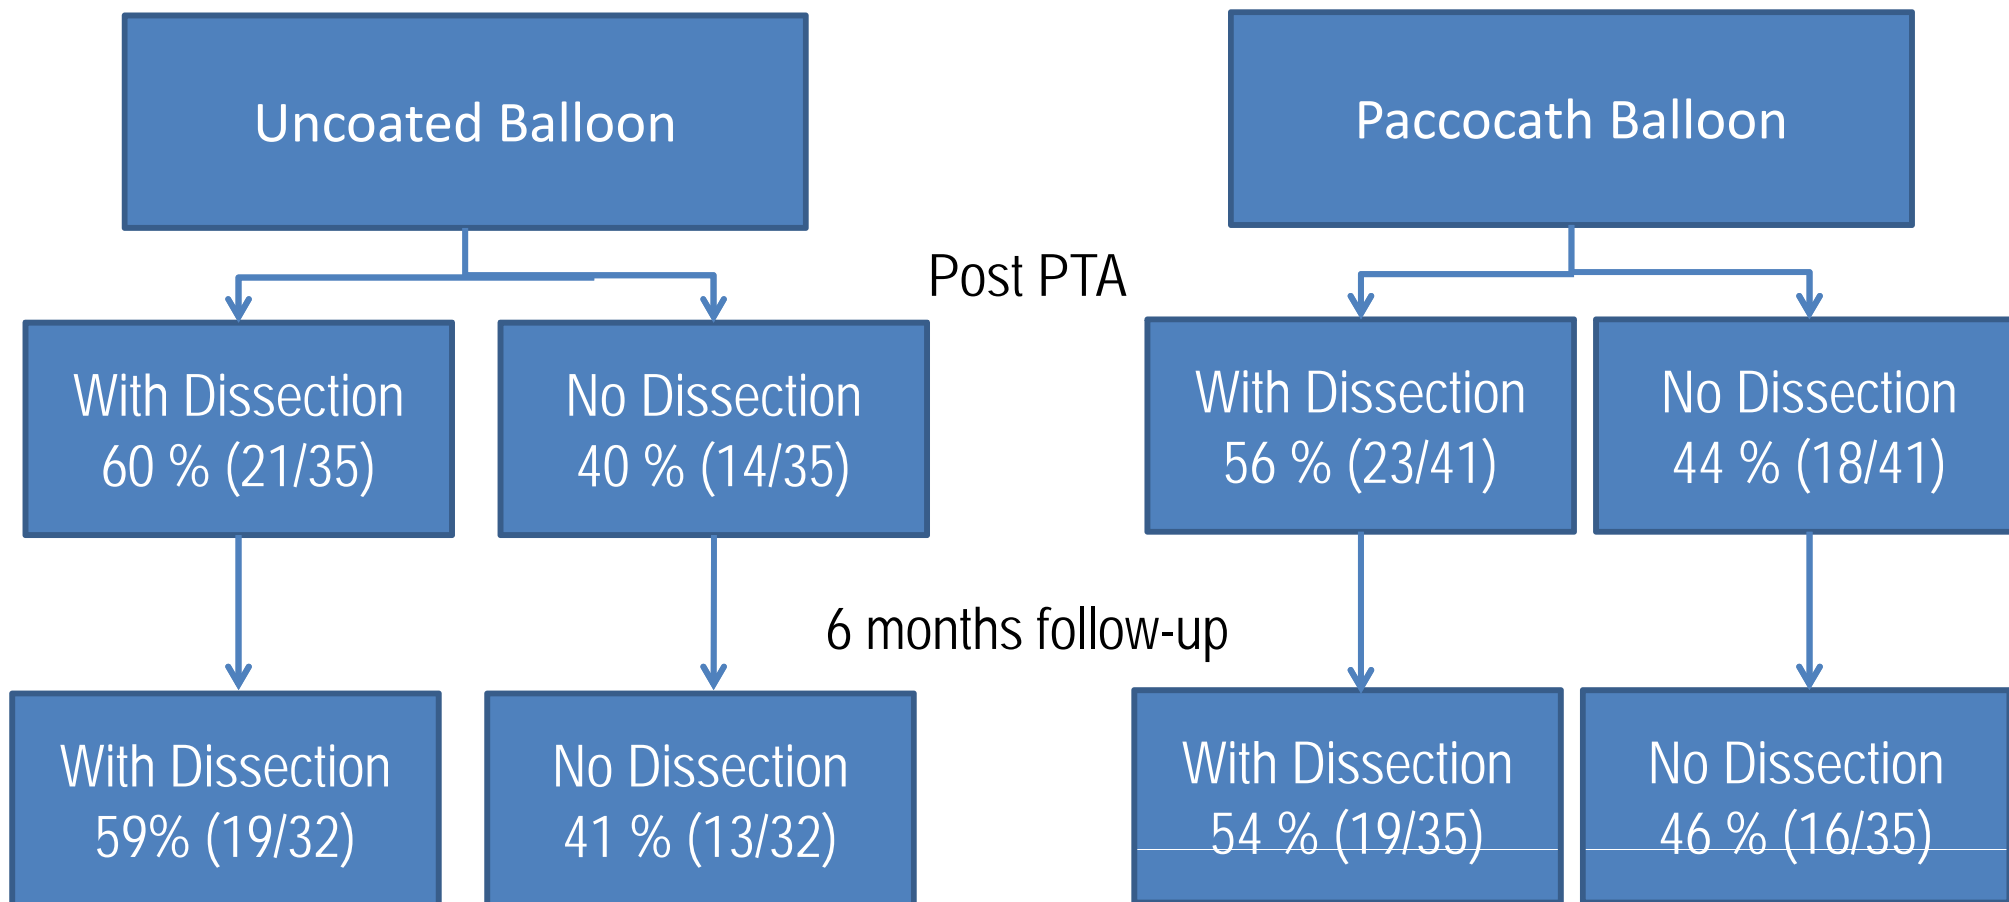 Uncoated Balloon
Paccocath Balloon
Post PTA
With Dissection
60 % (21/35)
No Dissection
40 % (14/35)
With Dissection
56 % (23/41)
No Dissection
44 % (18/41)
6 months follow-up
With Dissection
59% (19/32)
No Dissection
41 % (13/32)
With Dissection
54 % (19/35)
No Dissection
46 % (16/35)